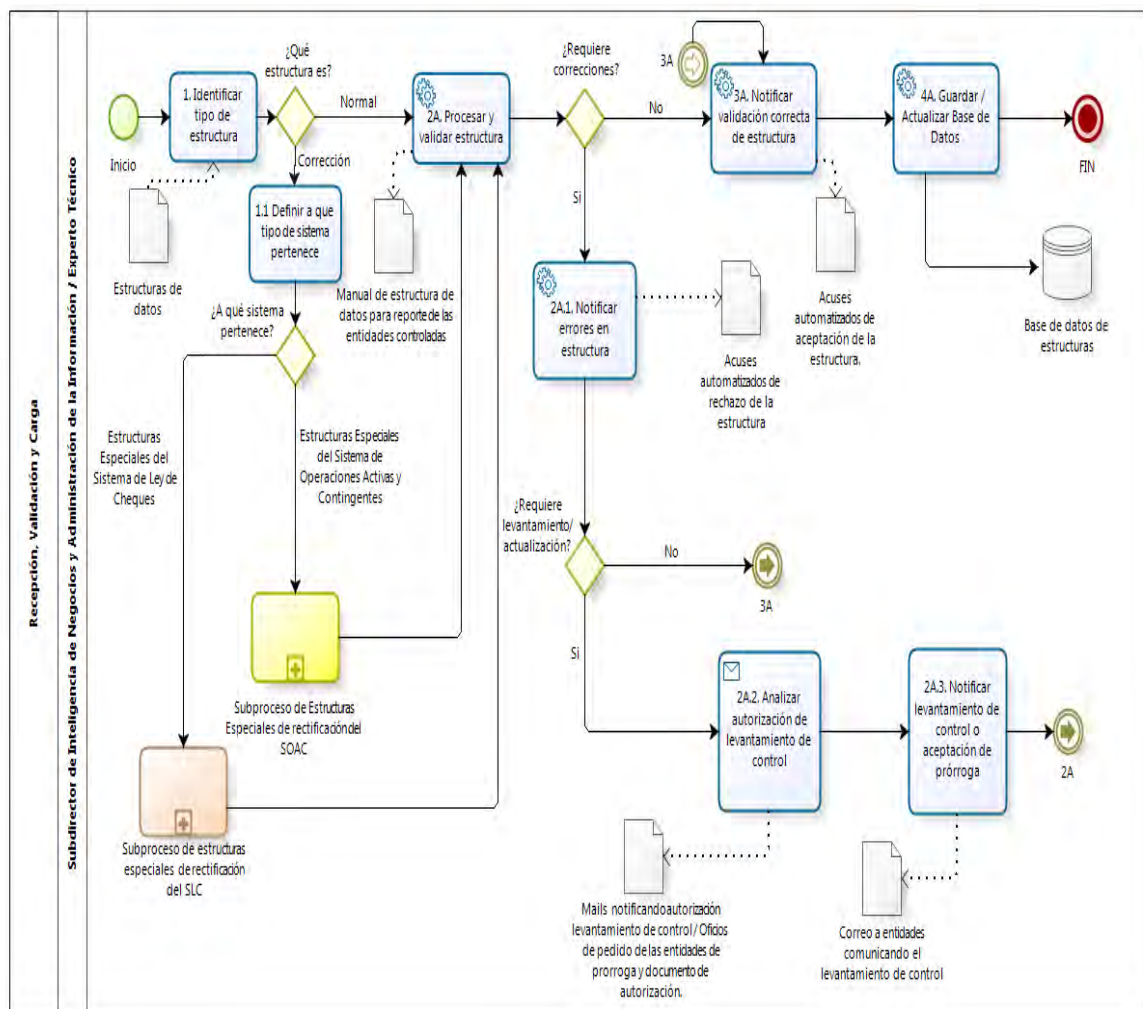 Recepción, Validación y Carga
Subdirector de Inteligencia de Negocios y Administración de la Información / Experto Técnico
Inicio
1. Identificar
tipo de
estructura
Estructuras de
datos
¿Qué
estructura es?
Normal
Corrección
1.1 Definir a que
tipo de sistema
pertenece
¿A qué sistema
pertenece?
Estructuras
Especiales del
Sistema de Ley de
Cheques
Estructuras Especiales
del Sistema de
Operaciones Activas y
Contingentes
Subproceso de Estructuras
Especiales de rectificación del
SOAC
Subproceso de estructuras
especiales de rectificación
del SLC
2A. Procesar y
validar estructura
Manual de estructura de
datos para reporte de las
entidades controladas
¿Requiere
correcciones?
No
Si
3A
3A. Notificar
validación correcta
de estructura
Acuses
automatizados de
aceptación de la
estructura.
4A. Guardar /
Actualizar Base de
Datos
FIN
Base de datos de
estructuras
2A.1. Notificar
errores en
estructura
Acuses
automatizados de
rechazo de la
estructura
¿Requiere
levantamiento/
actualización?
No
3A
Si
2A.2. Analizar
autorización de
levantamiento de
control
Mails notificando autorización
levantamiento de control / Oficios
de pedido de las entidades de
prorroga y documento de
autorización.
2A.3. Notificar
levantamiento de
control o
aceptación de
prórroga
Correo a entidades
comunicando el
levantamiento de control
2A